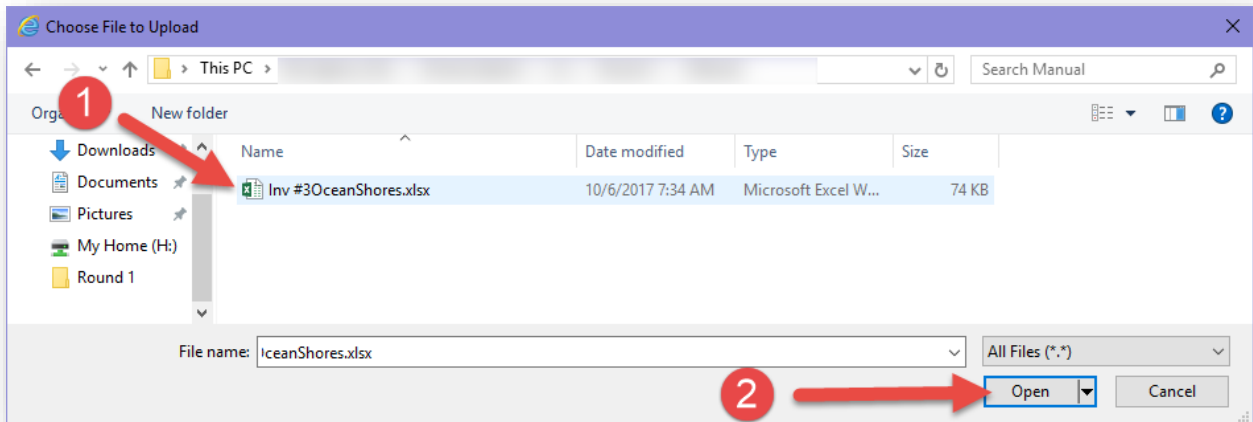 Choose File to Upload
This PC
Search Manual
Orga
New folder
1
Downloads
Name
Date modified
Type
Size
Documents
Inv #3OceanShores.xlsx
10/6/2017 7:34 AM
Microsoft Excel W...
74 KB
Pictures
My Home (H:)
Round 1
File name:
ceanShores.xlsx
All Files (*.*)
2
Open
Cancel